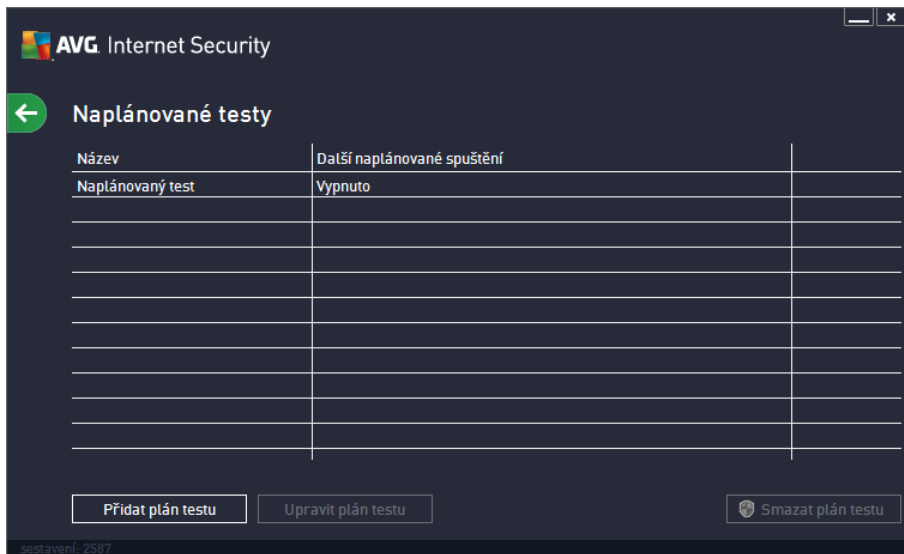 AVG. Internet Security
Naplánované testy
Název Další naplánované spuštění
Naplánovaný test Vypnuto
Přidat plán testu Upravit plán testu Smazat plán testu
sestavení: 2587